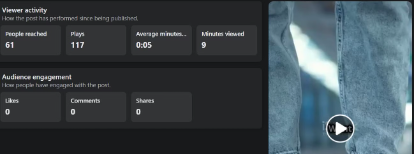 Viewer activity
How the post has performed since being published.
People reached
Plays
Average minutes...
Minutes viewed
61
117
0:05
9
Audience engagement
How people have engaged with the post.
Likes
Comments
Shares
0
0
0